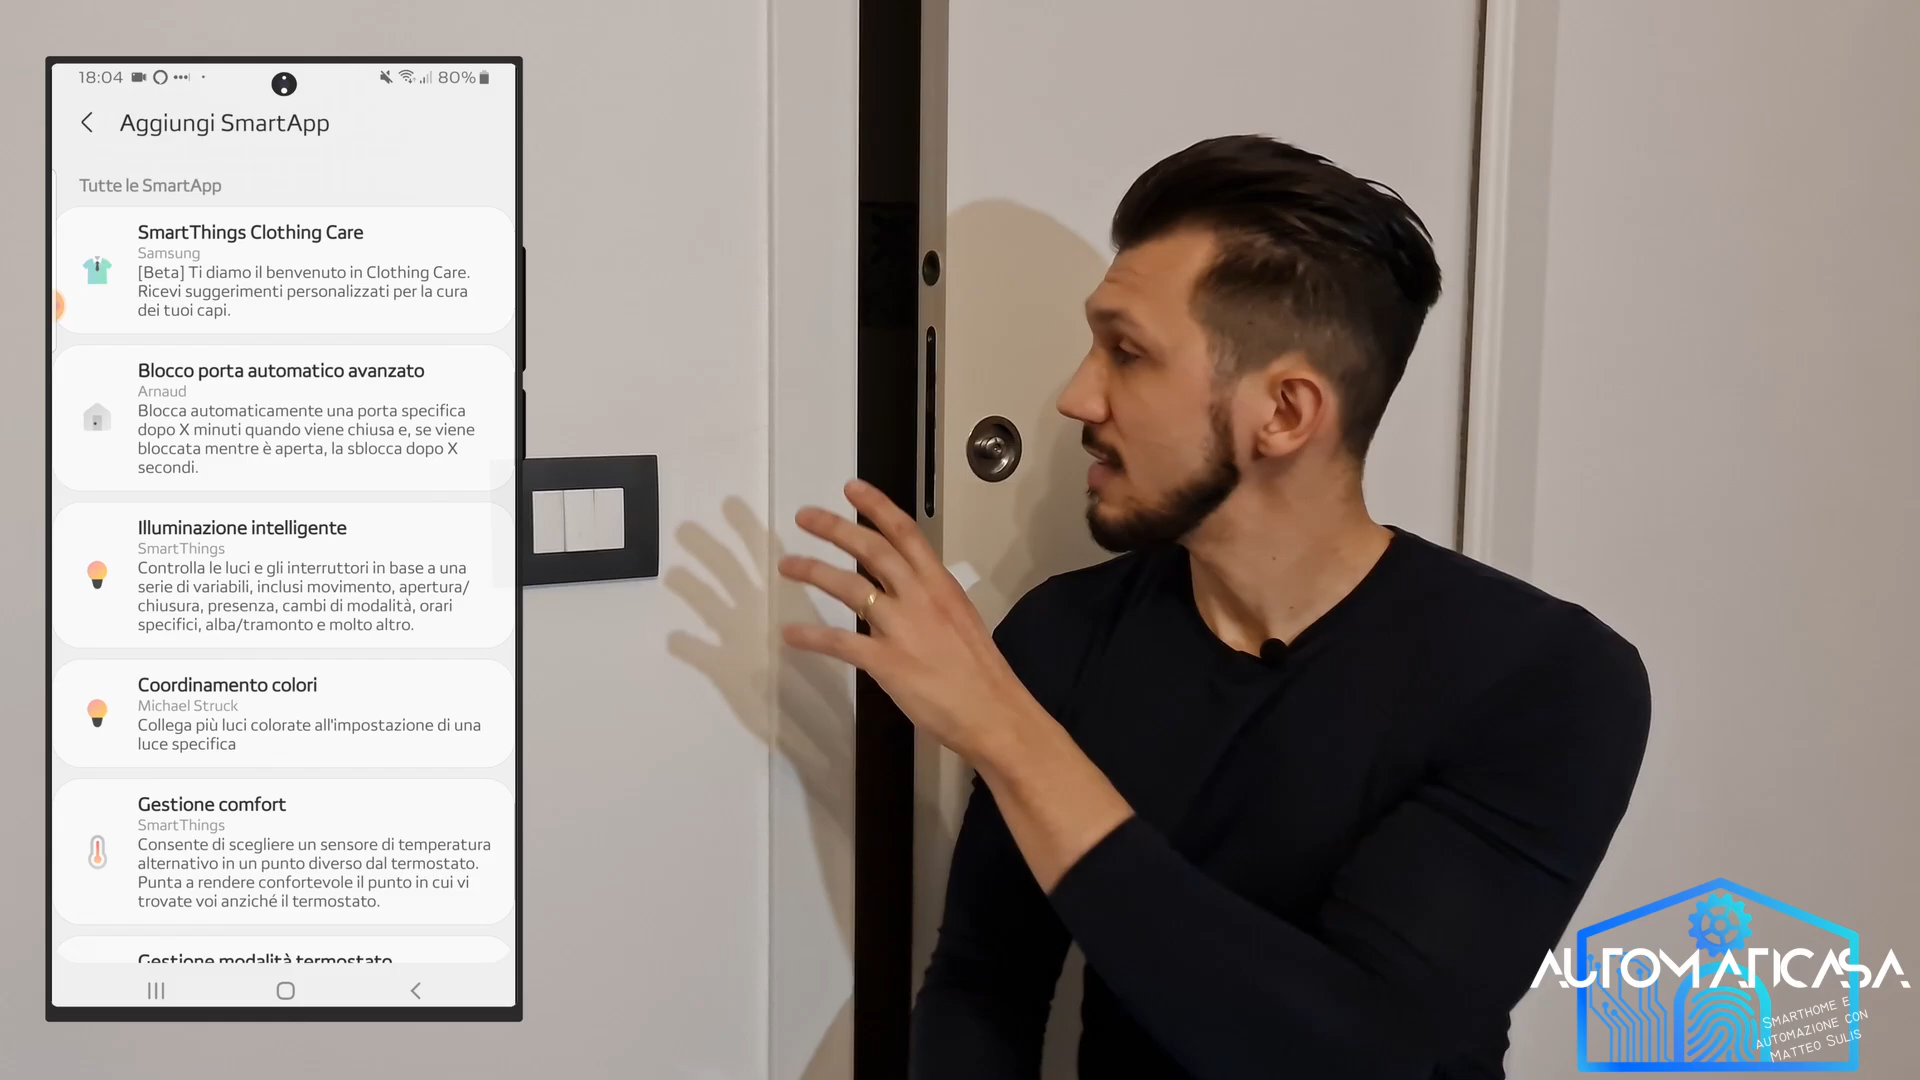 18:04
80%
Aggiungi SmartApp
Tutte le SmartApp
SmartThings Clothing Care
Samsung
[Beta] Ti diamo il benvenuto in Clothing Care.
Ricevi suggerimenti personalizzati per la cura
dei tuoi capi.
Blocco porta automatico avanzato
Arnaud
Blocca automaticamente una porta specifica
dopo X minuti quando viene chiusa e, se viene
bloccata mentre è aperta, la sblocca dopo X
secondi.
Illuminazione intelligente
SmartThings
Controlla le luci e gli interruttori in base a una
serie di variabili, inclusi movimento, apertura/
chiusura, presenza, cambi di modalità, orari
specifici, alba/tramonto e molto altro.
Coordinamento colori
Michael Struck
Collega più luci colorate all'impostazione di una
luce specifica
Gestione comfort
SmartThings
Consente di scegliere un sensore di temperatura
alternativo in un punto diverso dal termostato.
Punta a rendere confortevole il punto in cui vi
trovate voi anziché il termostato.
Gestione modalità termostato
AUTOMATICASA
SMARTHOME E
AUTOMAZIONE CON
MATTEO SULIS